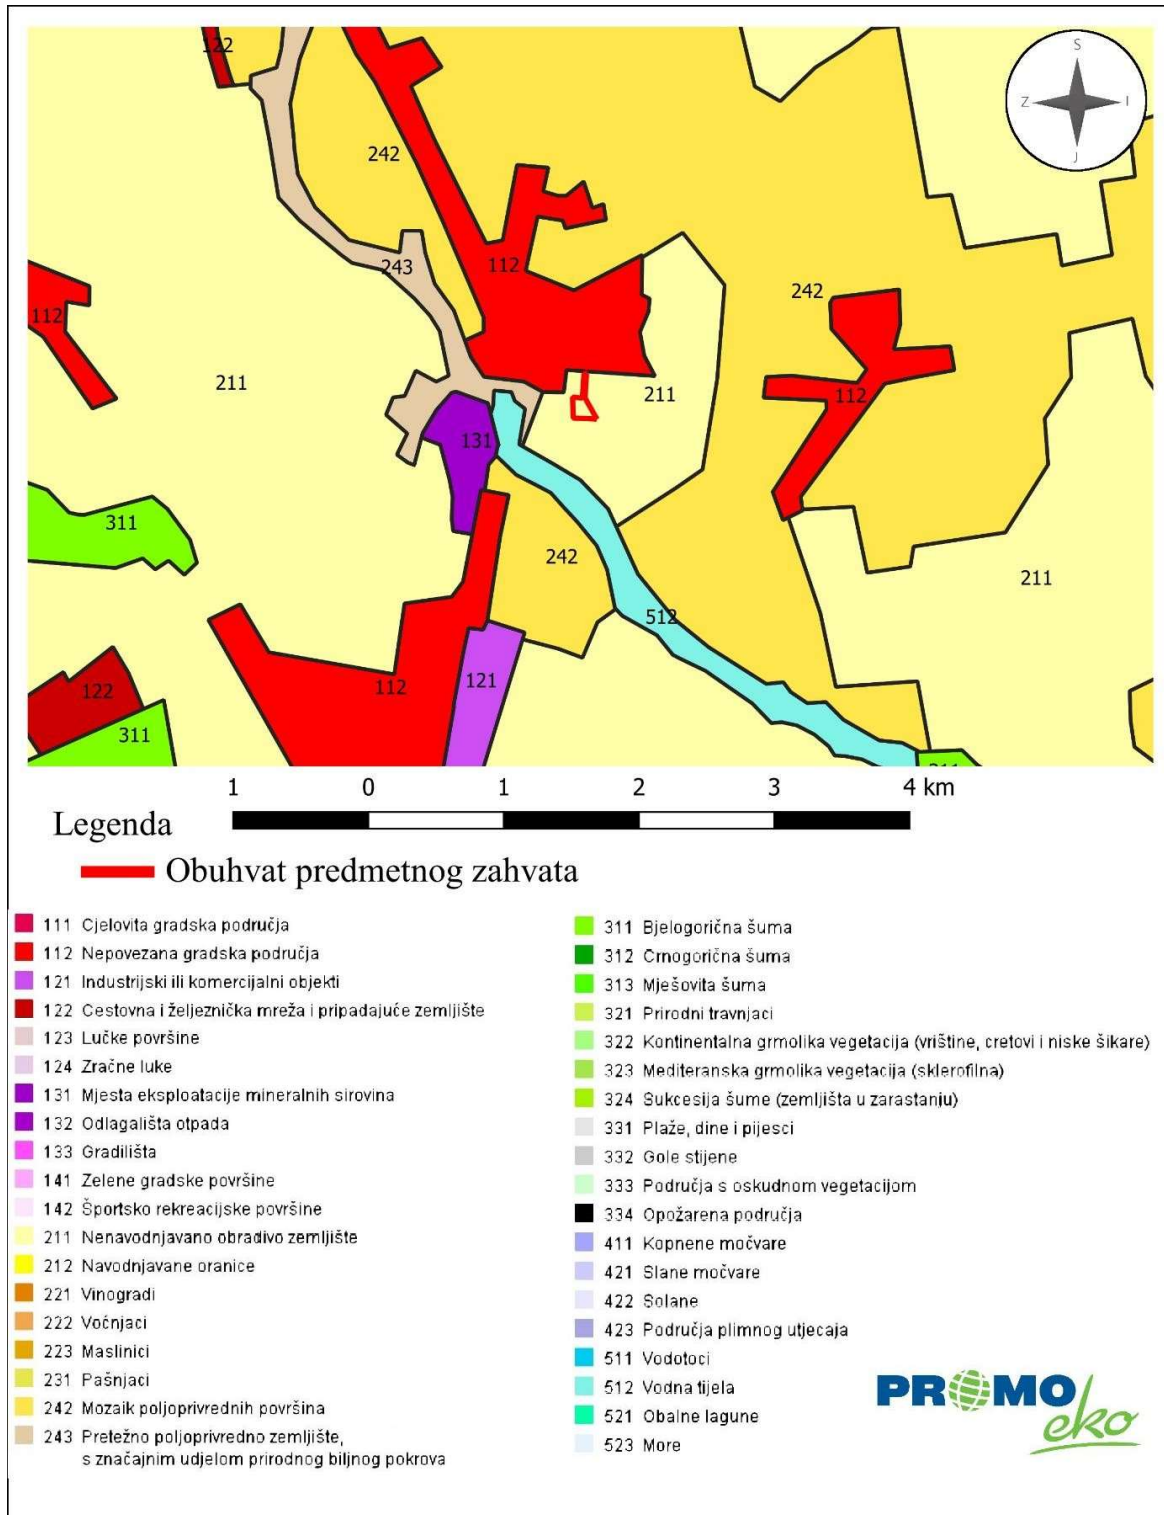 122
S
Z
I
J
242
243
112
242
112
211
211
112
131
311
242
211
512
122
112
121
311
311
1 0 1 2 3 4 km
Legenda
Obuhvat predmetnog zahvata
111 Cjelovita gradska područja
112 Nepovezana gradska područja
121 Industrijski ili komercijalni objekti
122 Cestovna i željeznička mreža i pripadajuće zemljište
123 Lučke površine
124 Zračne luke
131 Mjesta eksploatacije mineralnih sirovina
132 Odlagališta otpada
133 Gradilišta
141 Zelene gradske površine
142 Športsko rekreacijske površine
211 Nenavodnjavano obradivo zemljište
212 Navodnjavane oranice
221 Vinogradi
222 Voćnjaci
223 Maslinici
231 Pašnjaci
242 Mozaik poljoprivrednih površina
243 Pretežno poljoprivredno zemljište,
s značajnim udjelom prirodnog biljnog pokrova
311 Bjelogorična šuma
312 Crnogorična šuma
313 Mješovita šuma
321 Prirodni travnjaci
322 Kontinentalna grmolika vegetacija (vrištine, cretovi i niske šikare)
323 Mediteranska grmolika vegetacija (sklerofilna)
324 Sukcesija šume (zemljišta u zarastanju)
331 Plaže, dine i pijesci
332 Gole stijene
333 Područja s oskudnom vegetacijom
334 Opožarena područja
411 Kopnene močvare
421 Slane močvare
422 Solane
423 Područja plimnog utjecaja
511 Vodotoci
512 Vodna tijela
521 Obalne lagune
523 More
PROMO
eko